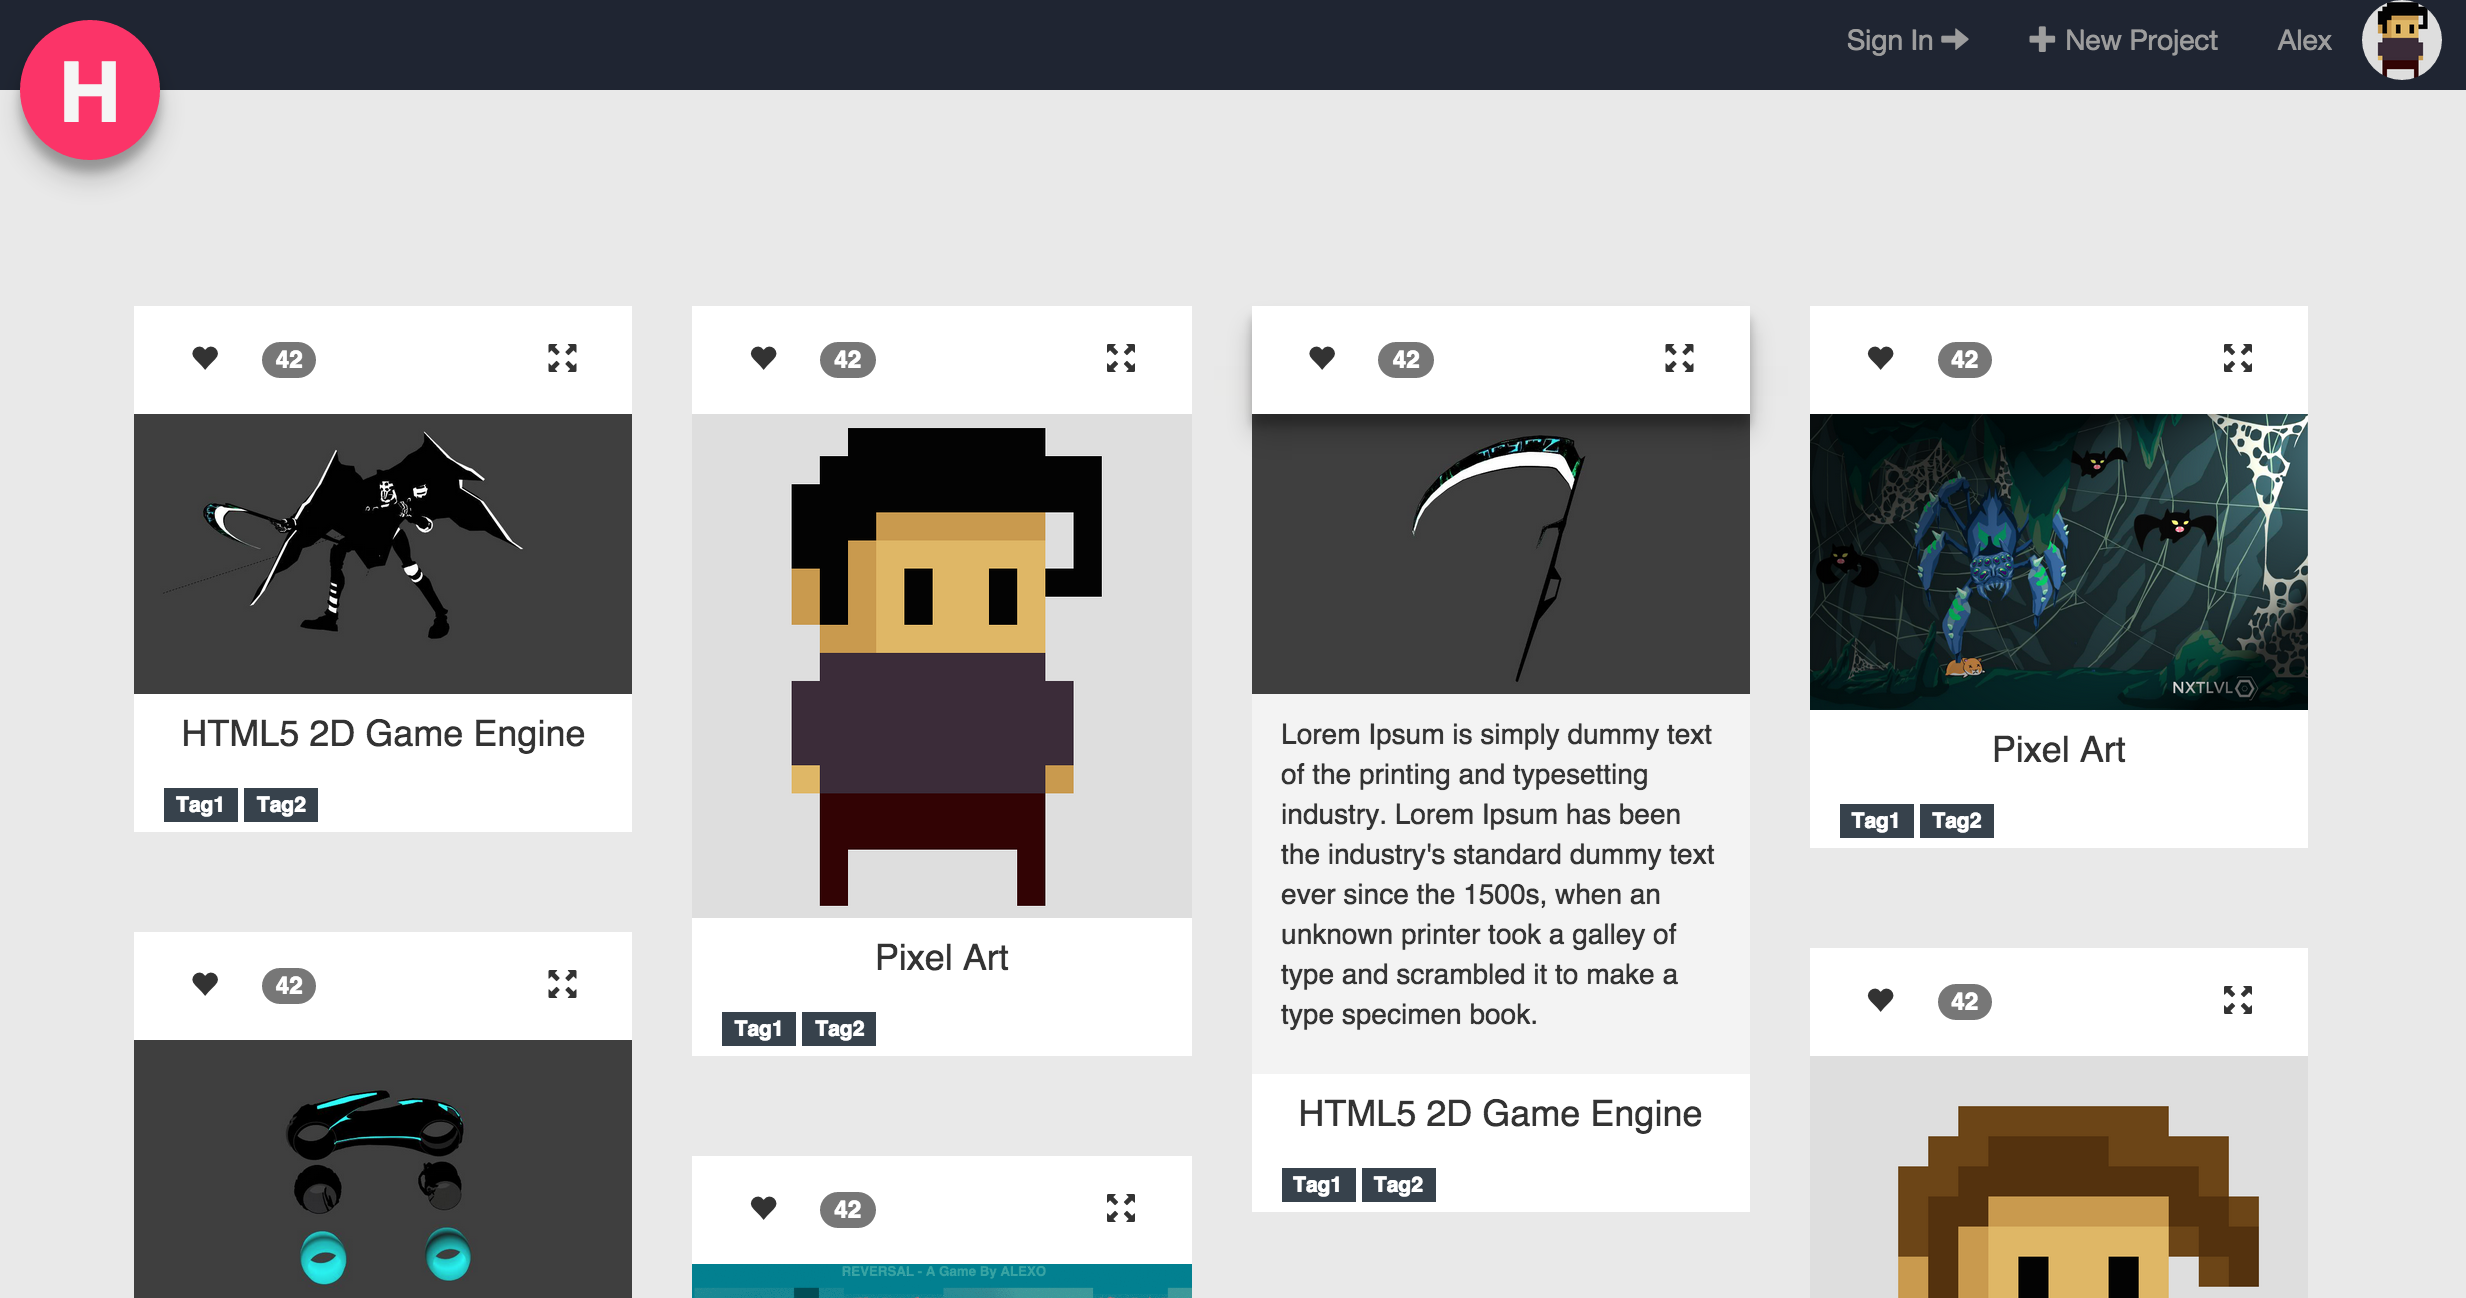 H
Sign In
New Project
Alex
42
42
42
42
HTML5 2D Game Engine
Tag1 Tag2
Pixel Art
Tag1 Tag2
Lorem Ipsum is simply dummy text
of the printing and typesetting
industry. Lorem Ipsum has been
the industry's standard dummy text
ever since the 1500s, when an
unknown printer took a galley of
type and scrambled it to make a
type specimen book.
HTML5 2D Game Engine
Tag1 Tag2
NXTLVL
Pixel Art
Tag1 Tag2
42
42
REVERSAL - A Game By ALEXO
42